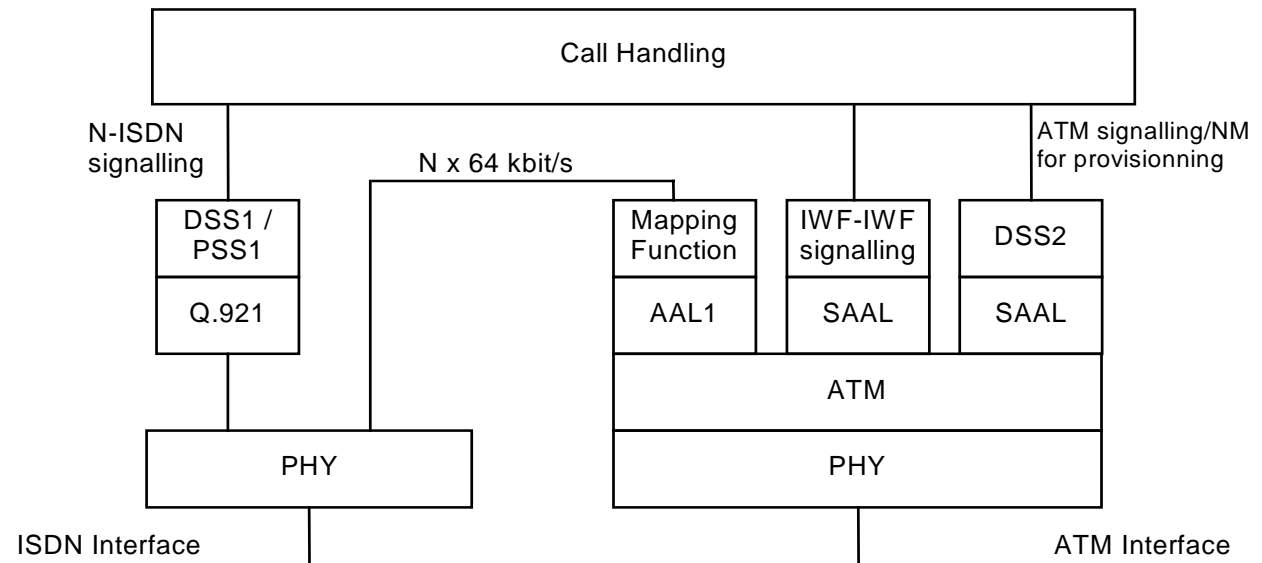 Call Handling
N-ISDN
signalling
ATM signalling/NM
for provisionning
N x 64 kbit/s
DSS1 /
PSS1
Mapping
Function
IWF-IWF
signalling
DSS2
Q.921
AAL1
SAAL
SAAL
ATM
PHY
PHY
ISDN Interface
ATM Interface